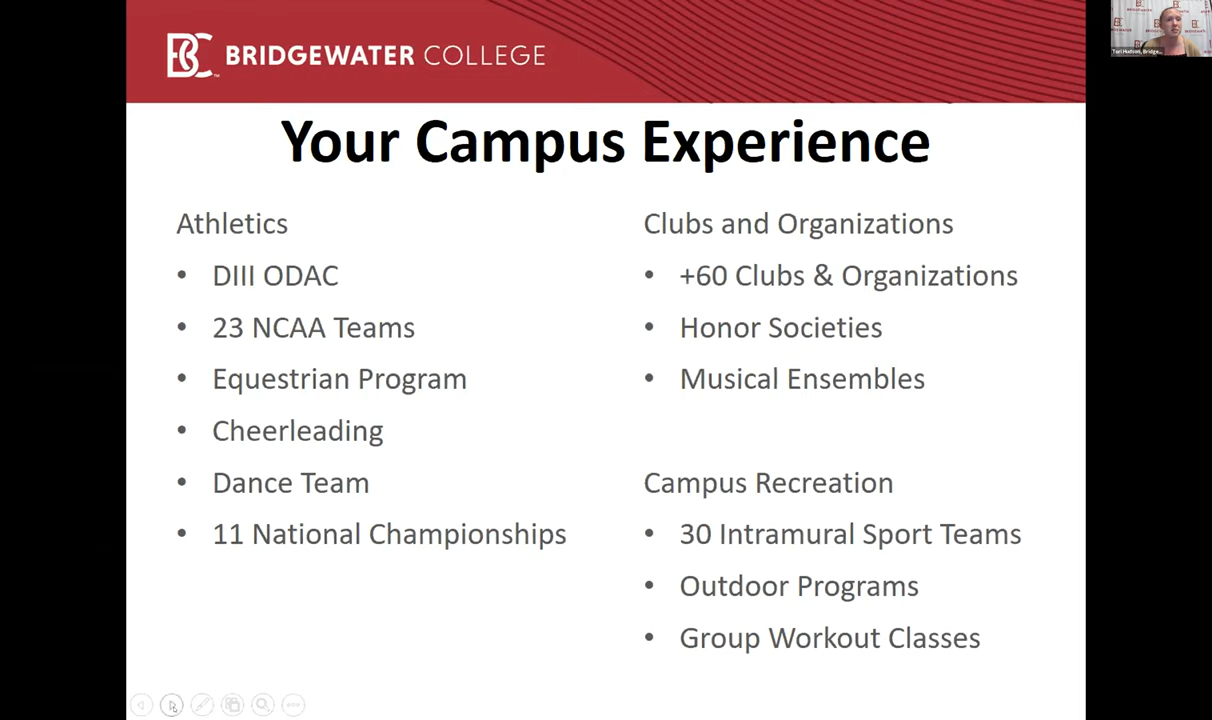 BC BRIDGEWATER COLLEGE
Your Campus Experience
Athletics
• DIII ODAC
• 23 NCAA Teams
• Equestrian Program
• Cheerleading
• Dance Team
• 11 National Championships
Clubs and Organizations
• +60 Clubs & Organizations
• Honor Societies
• Musical Ensembles
Campus Recreation
• 30 Intramural Sport Teams
• Outdoor Programs
• Group Workout Classes